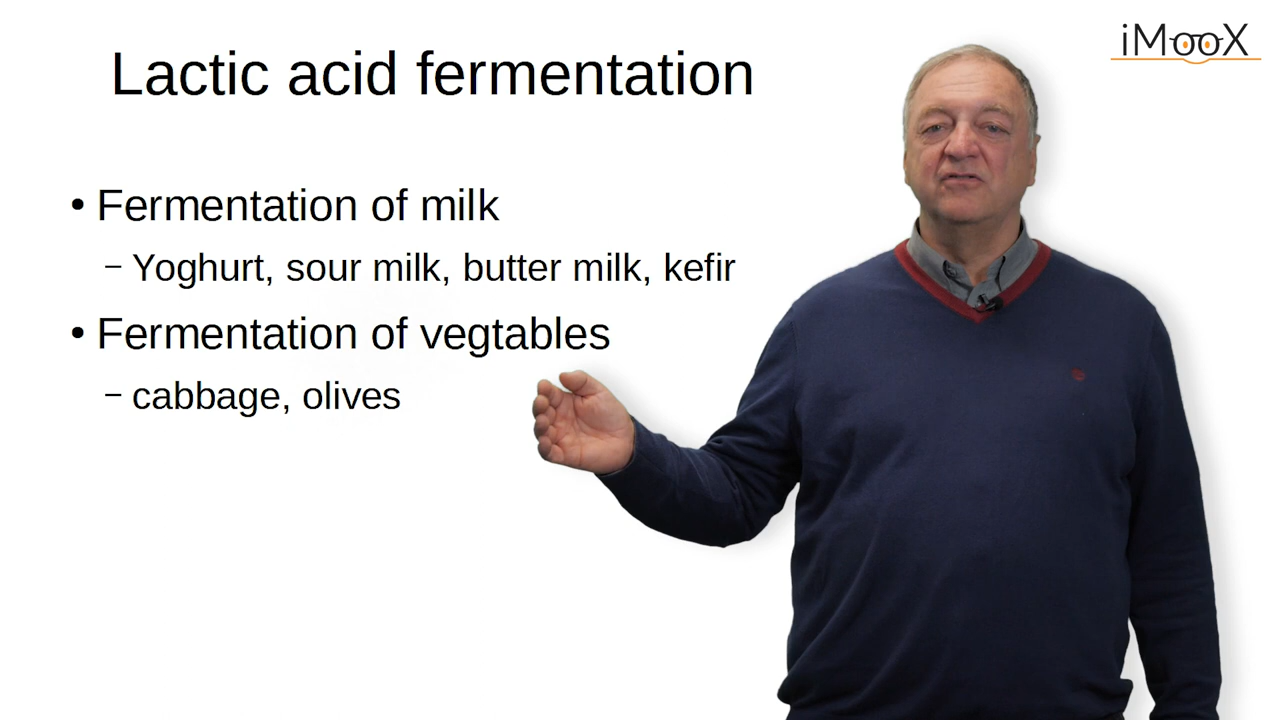 iMooX
Lactic acid fermentation
• Fermentation of milk
– Yoghurt, sour milk, butter milk, kefir
• Fermentation of vegtables
– cabbage, olives